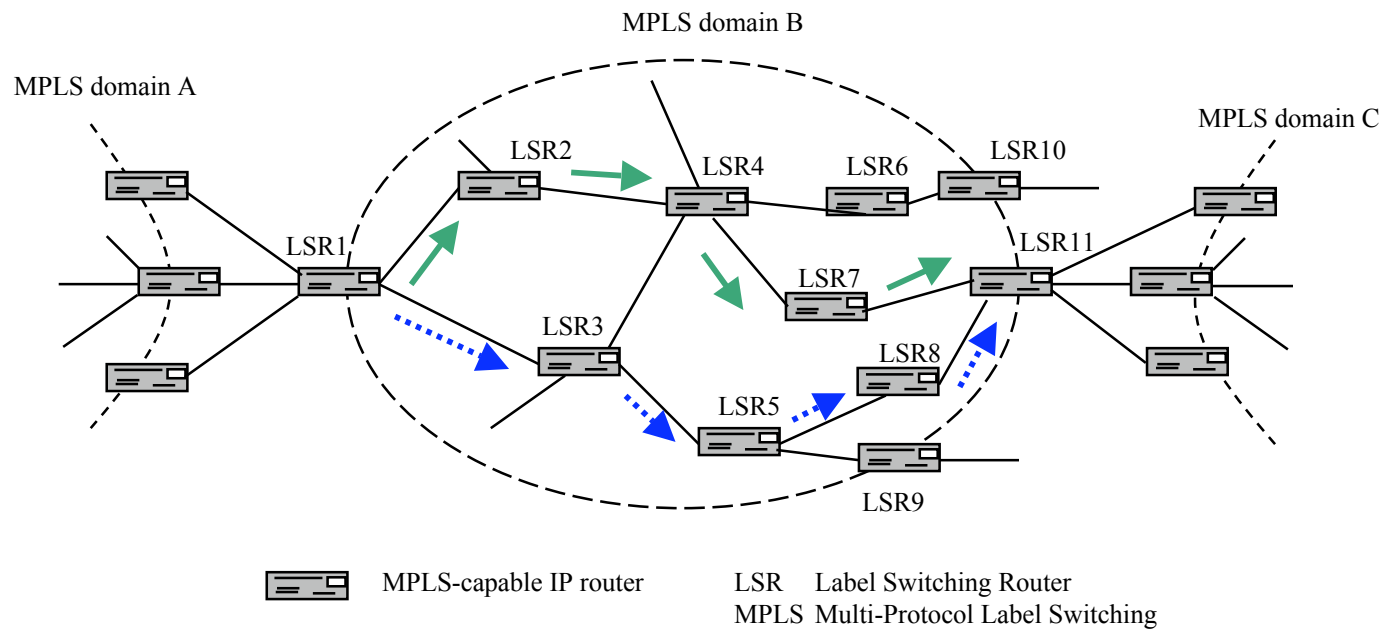 MPLS domain B
MPLS domain A
MPLS domain C
LSR2
LSR4
LSR6
LSR10
LSR1
LSR11
LSR7
LSR3
LSR8
LSR5
LSR9
MPLS-capable IP router
LSR Label Switching Router
MPLS Multi-Protocol Label Switching